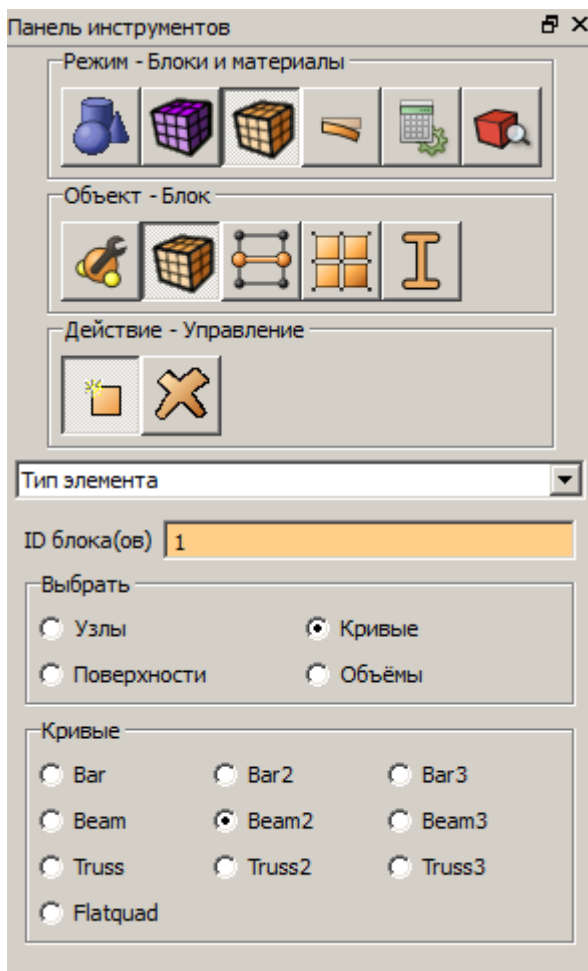 Панель инструментов
Режим - Блоки и материалы
Объект - Блок
Действие - Управление
Тип элемента
ID блока(ов) 1
Выбрать
Узлы Кривые
Поверхности Объёмы
Кривые
Bar Bar2 Bar3
Beam Beam2 Beam3
Truss Truss2 Truss3
Flatquad